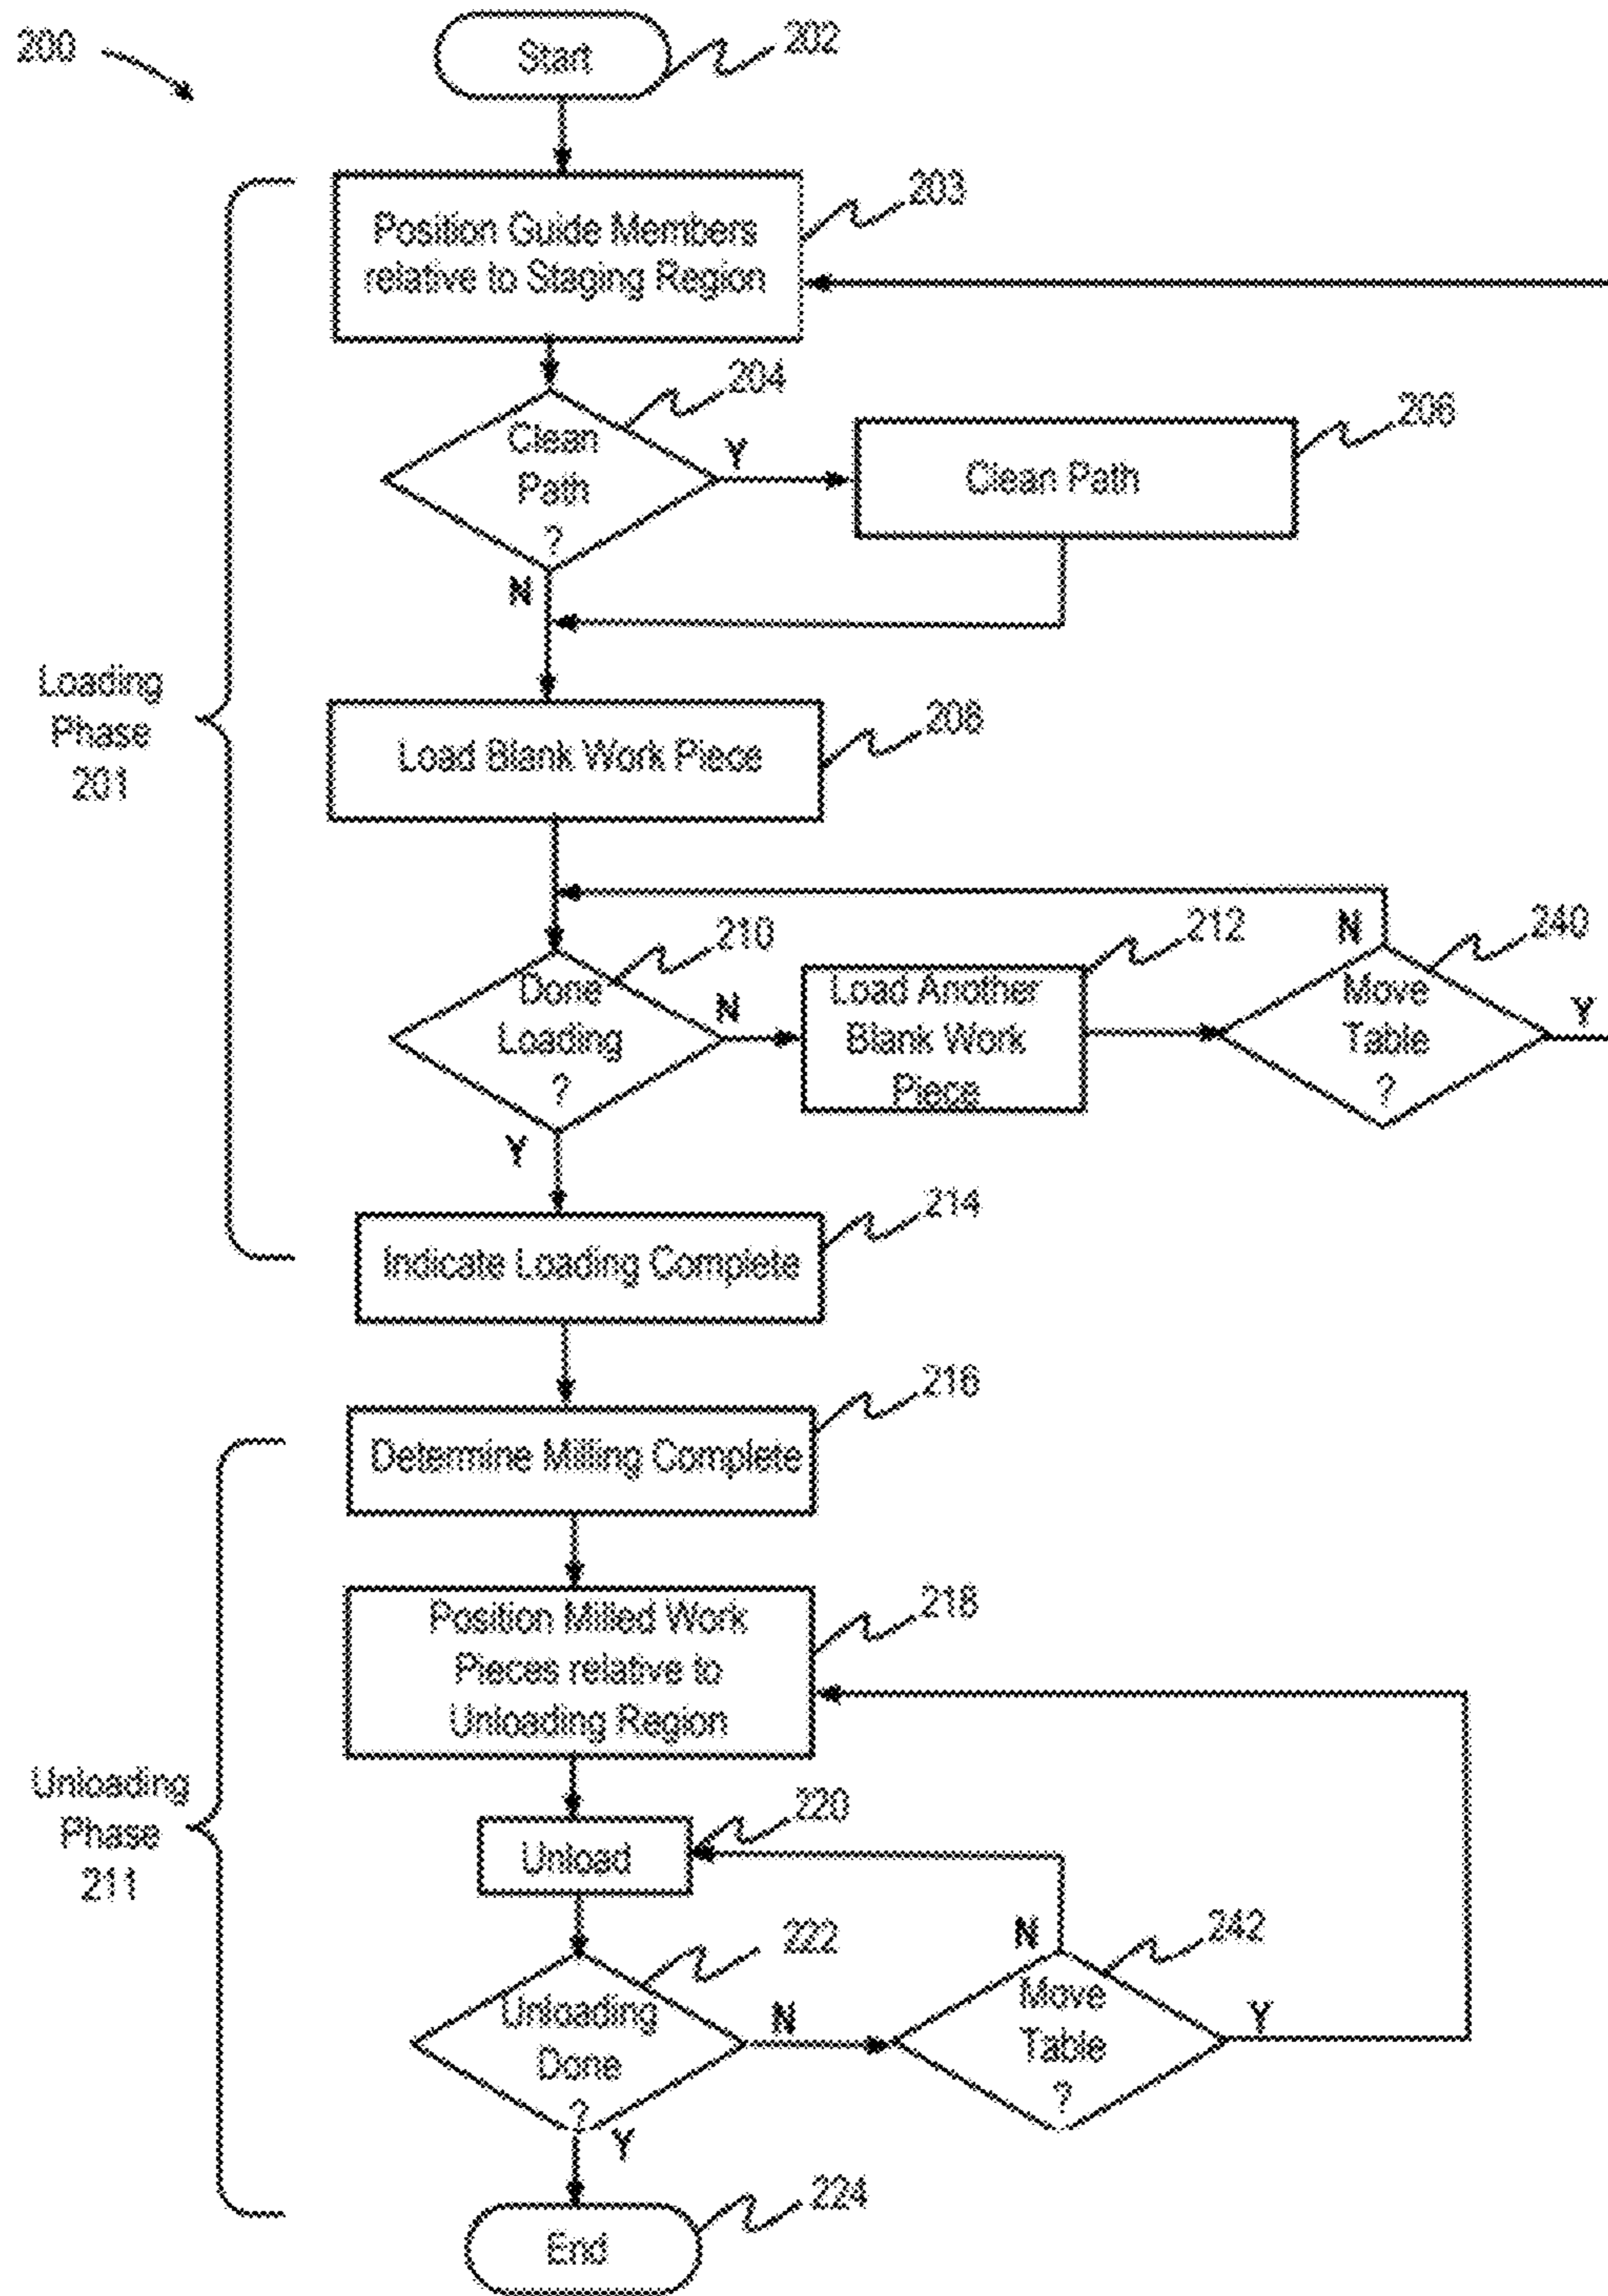 200
Start
202
Position Guide Members
relative to Staging Region
203
Clean
Path
?
204
Y
N
Clean Path
206
Loading
Phase
201
Load Blank Work Piece
208
Done
Loading
?
210
N
Y
Load Another
Blank Work
Piece
212
Move
Table
?
240
N
Y
Indicate Loading Complete
214
Determine Milling Complete
216
Position Milled Work
Pieces relative to
Unloading Region
218
Unloading
Phase
211
Unload
220
Unloading
Done
?
222
N
Y
Move
Table
?
242
N
Y
End
224